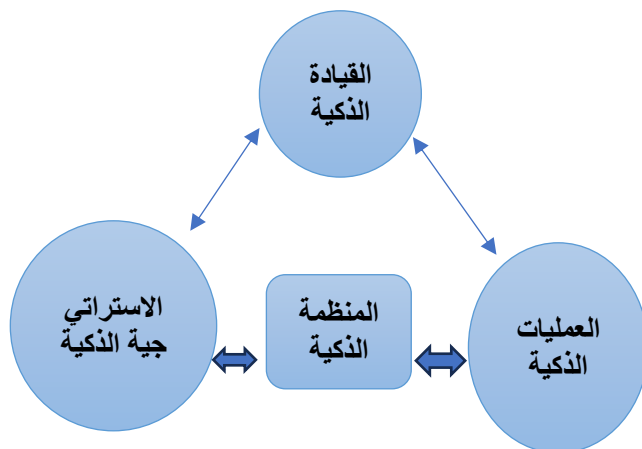 القيادة
الذكية
الاستراتي
جية الذكية
المنظمة
الذكية
العمليات
الذكية